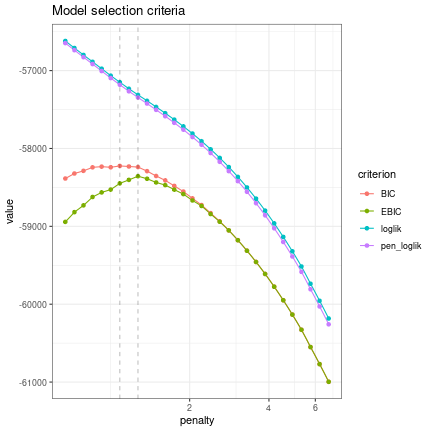 Model selection criteria
-57000
-58000
-59000
-60000
-61000
value
2
4
6
penalty
criterion
BIC
EBIC
loglik
pen_loglik